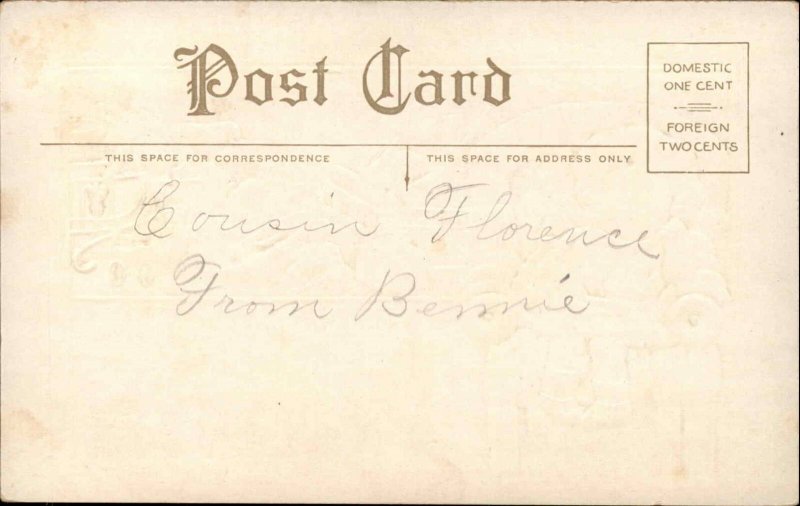 Post Card
DOMESTIC
ONE CENT
FOREIGN
TWO CENTS
THIS SPACE FOR CORRESPONDENCE
THIS SPACE FOR ADDRESS ONLY
Cousin Florence
From Bennie